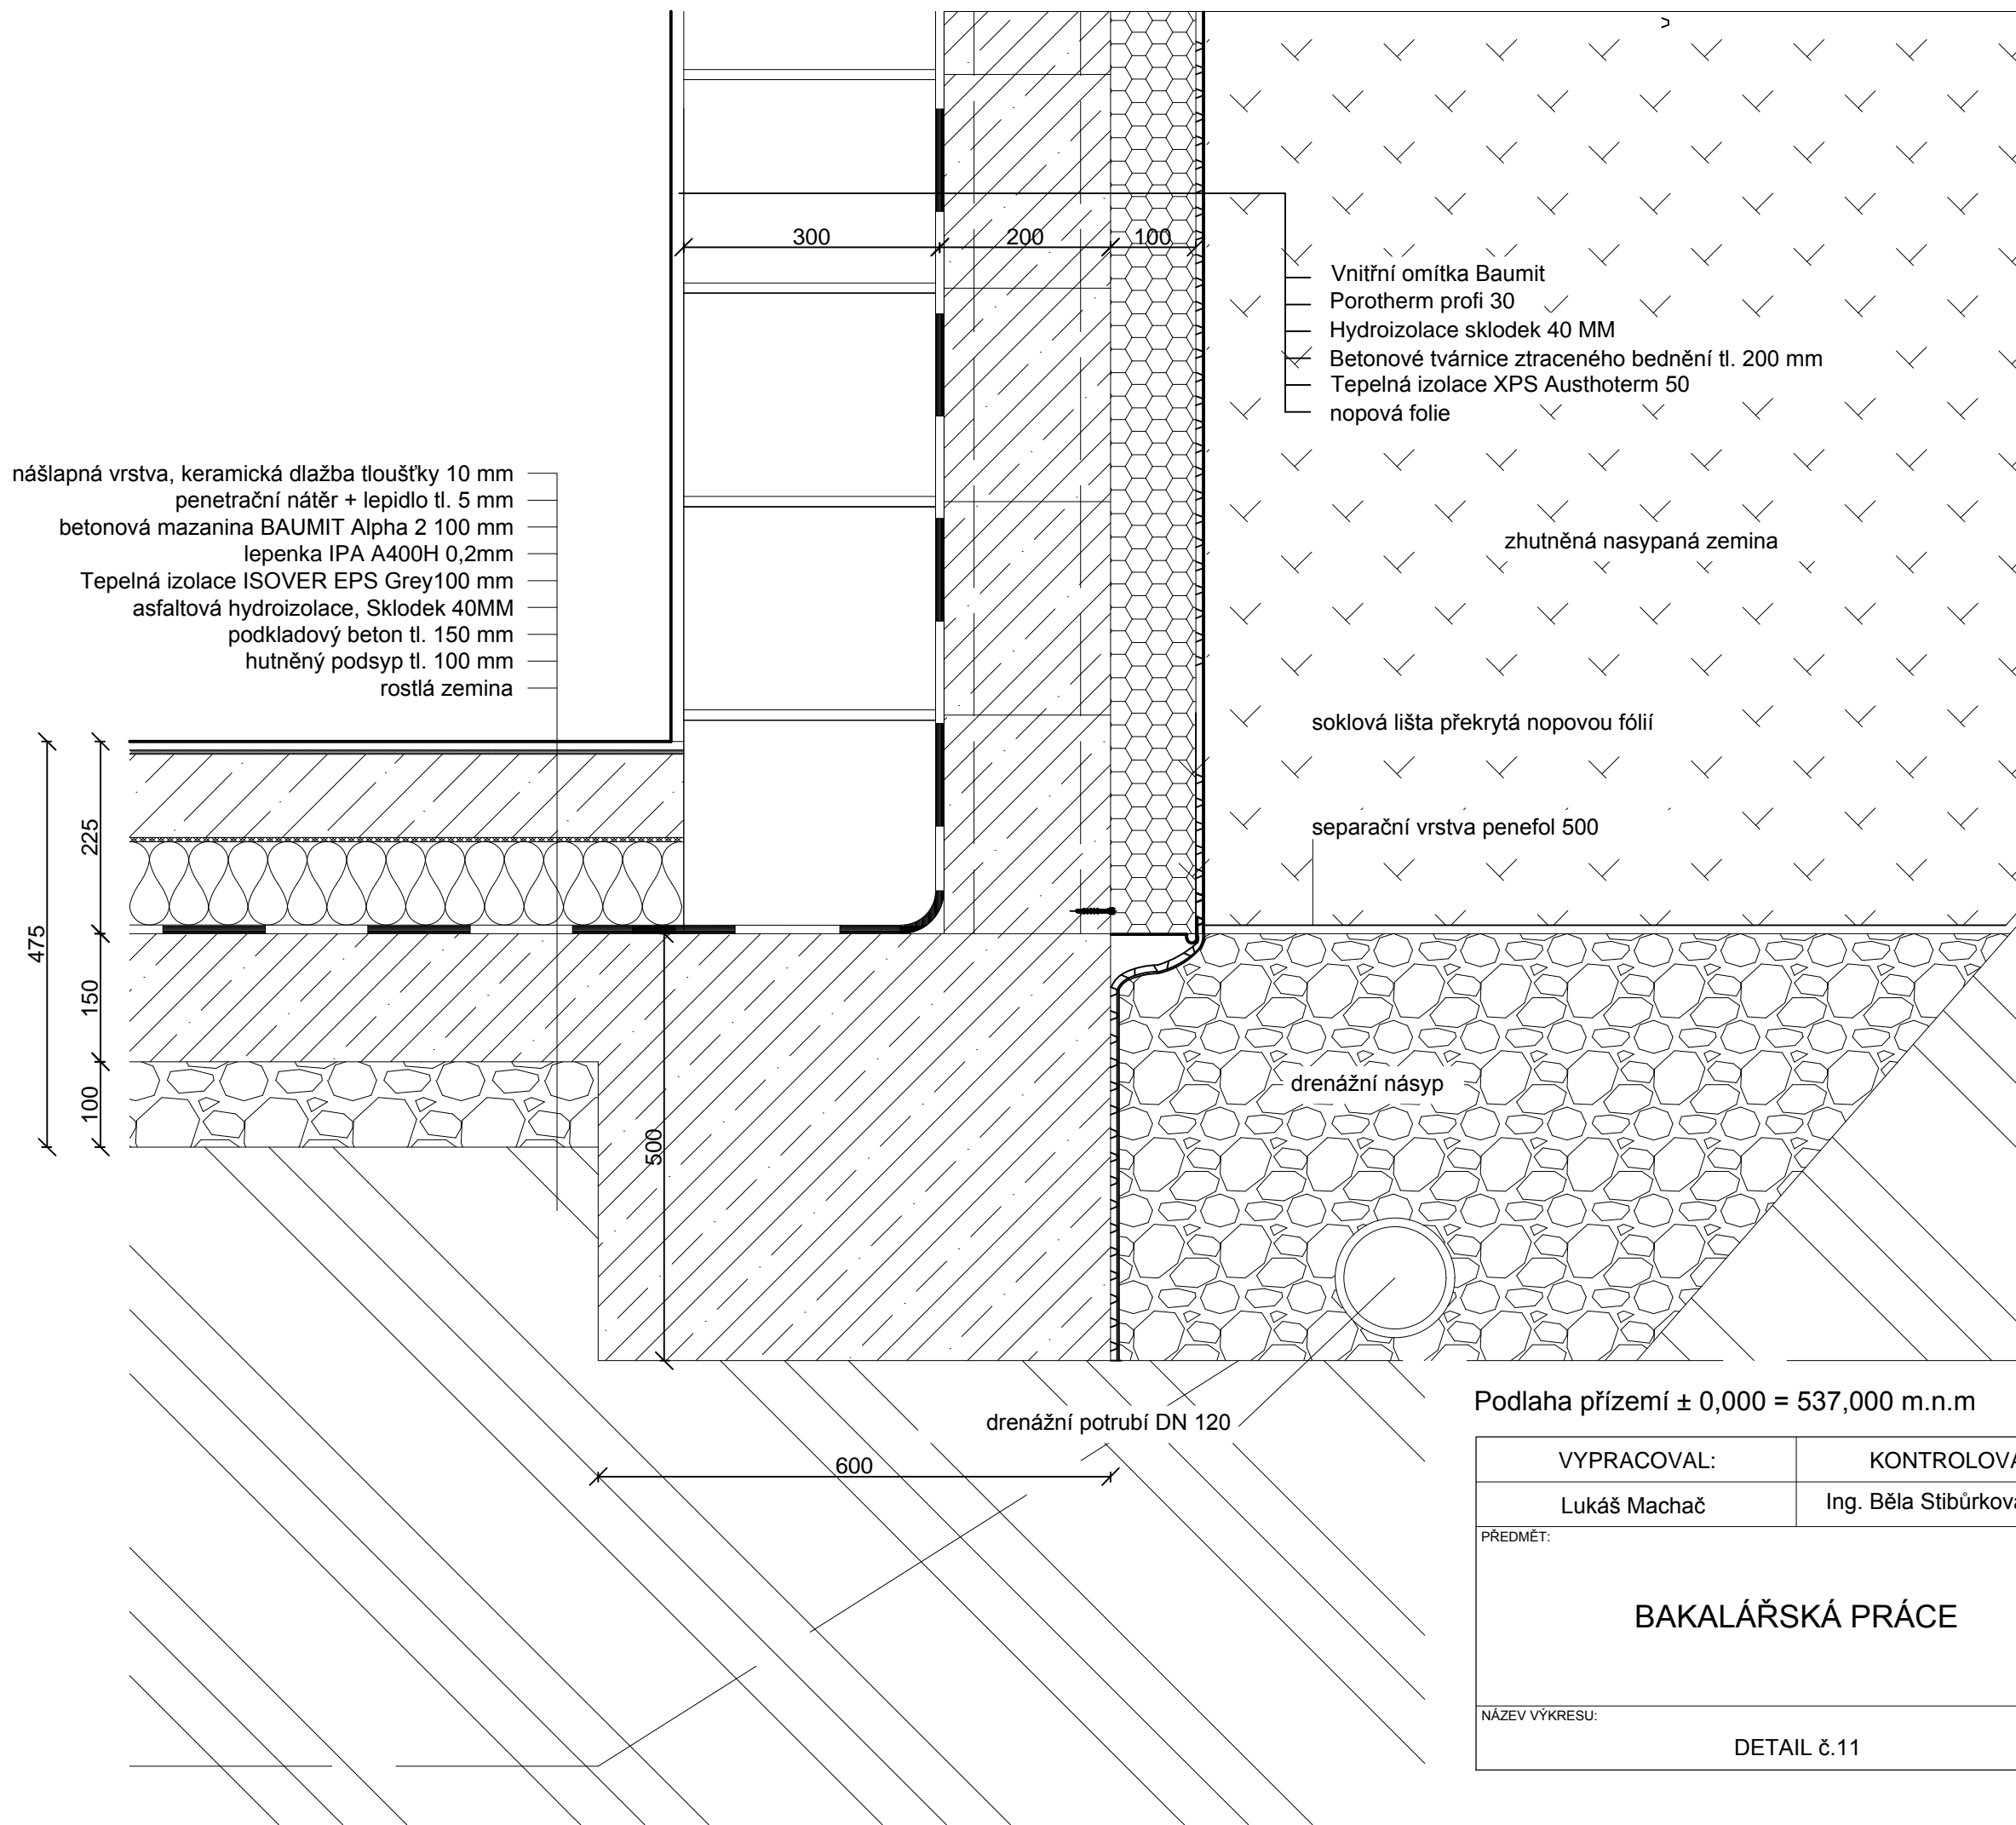 300
200
100
Vnitřní omítka Baumit
Porotherm profi 30
Hydroizolace sklodek 40 MM
Betonové tvárnice ztraceného bednění tl. 200 mm
Tepelná izolace XPS Austhoterm 50
nopová folie
nášlapná vrstva, keramická dlažba tloušťky 10 mm
penetrační nátěr + lepidlo tl. 5 mm
betonová mazanina BAUMIT Alpha 2 100 mm
lepenka IPA A400H 0,2mm
Tepelná izolace ISOVER EPS Grey100 mm
asfaltová hydroizolace, Sklodek 40MM
podkladový beton tl. 150 mm
hutněný podsyp tl. 100 mm
rostlá zemina
zhutněná nasypaná zemina
soklová lišta překrytá nopovou fólií
separační vrstva penefol 500
475
225
150
100
500
drenážní násyp
drenážní potrubí DN 120
600
Podlaha přízemí ± 0,000 = 537,000 m.n.m
VYPRACOVAL:
KONTROLOVA
Lukáš Machač
Ing. Běla Stibůrková
PŘEDMĚT:
BAKALÁŘSKÁ PRÁCE
NÁZEV VÝKRESU:
DETAIL č.11